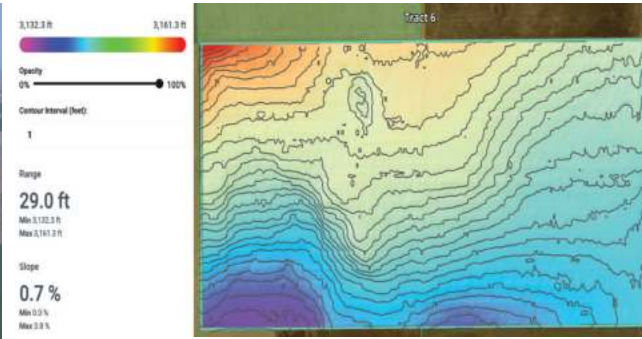 3,132.3 ft 3,161.3 ft
Opacity
0% 100%
Contour Interval (feet):
1
Range
29.0 ft
Min 3,132.3 ft
Max 3,161.3 ft
Slope
0.7 %
Min 0.0 %
Max 3.8 %
Tract 6